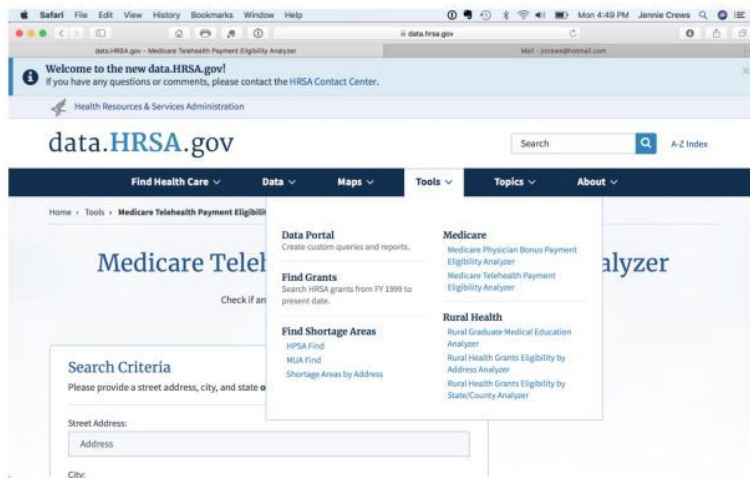 Safari File Edit View History Bookmarks Window Help Mon 4:49 PM Jennie Crews
data.hrsa.gov
data.HRSA.gov - Medicare Telehealth Payment Eligibility Analyzer
Welcome to the new data.HRSA.gov!
If you have any questions or comments, please contact the HRSA Contact Center.
Health Resources & Services Administration
data.HRSA.gov
Search
A-Z Index
Find Health Care Data Maps Tools Topics About
Home › Tools › Medicare Telehealth Payment
Data Portal
Create custom queries and reports.
Find Grants
Search HRSA grants from FY 1999 to
present date.
Find Shortage Areas
HPSA Find
MUA Find
Shortage Areas by Address
Medicare
Medicare Physician Bonus Payment
Eligibility Analyzer
Medicare Telehealth Payment
Eligibility Analyzer
Rural Health
Rural Graduate Medical Education
Analyzer
Rural Health Grants Eligibility by
Address Analyzer
Rural Health Grants Eligibility by
State/County Analyzer
Medicare alyzer
Check if an
Search Criteria
Please provide a street address, city, and state
Street Address:
Address
City: